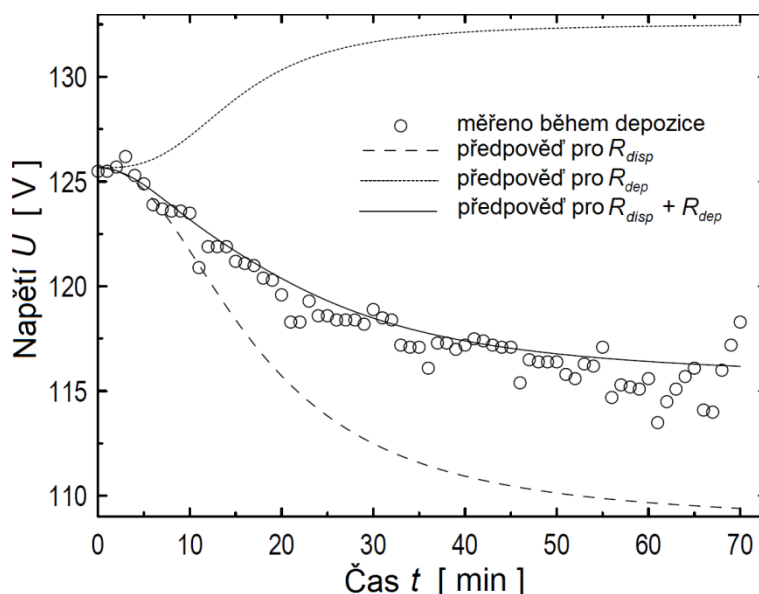 130
125
120
115
110
Napětí U [ V ]
měřeno během depozice
předpověď pro R_disp
předpověď pro R_dep
předpověď pro R_disp + R_dep
0 10 20 30 40 50 60 70
Čas t [ min ]